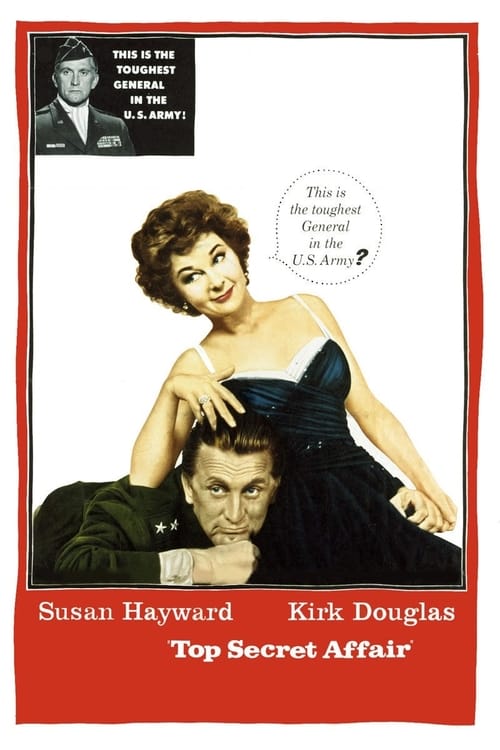 THIS IS THE
TOUGHEST
GENERAL
IN THE
U.S. ARMY!
This is
the toughest
General
in the
U.S. Army?
Susan Hayward Kirk Douglas
'Top Secret Affair'